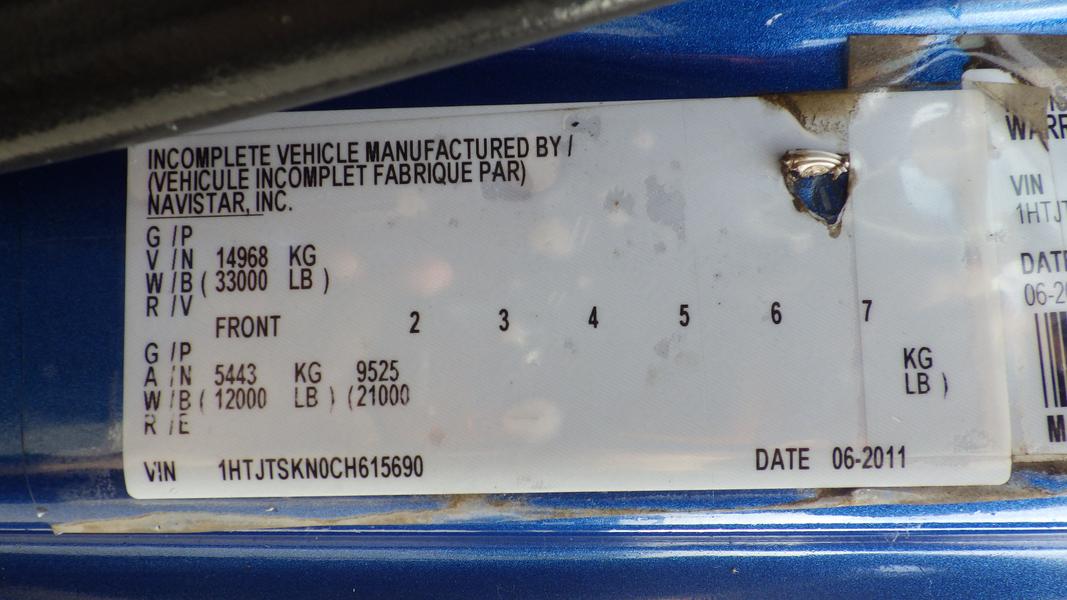 INCOMPLETE VEHICLE MANUFACTURED BY /
(VEHICULE INCOMPLET FABRIQUE PAR)
NAVISTAR, INC.
G / P
V / N 14968 KG
W / B ( 33000 LB )
R / V
FRONT 2 3 4 5 6 7
G / P
A / N 5443 KG 9525 KG
W / B ( 12000 LB ) (21000 LB )
R / E
VIN 1HTJTSKN0CH615690 DATE 06-2011
WARR
VIN
1HTJT
DATE
06-20
M